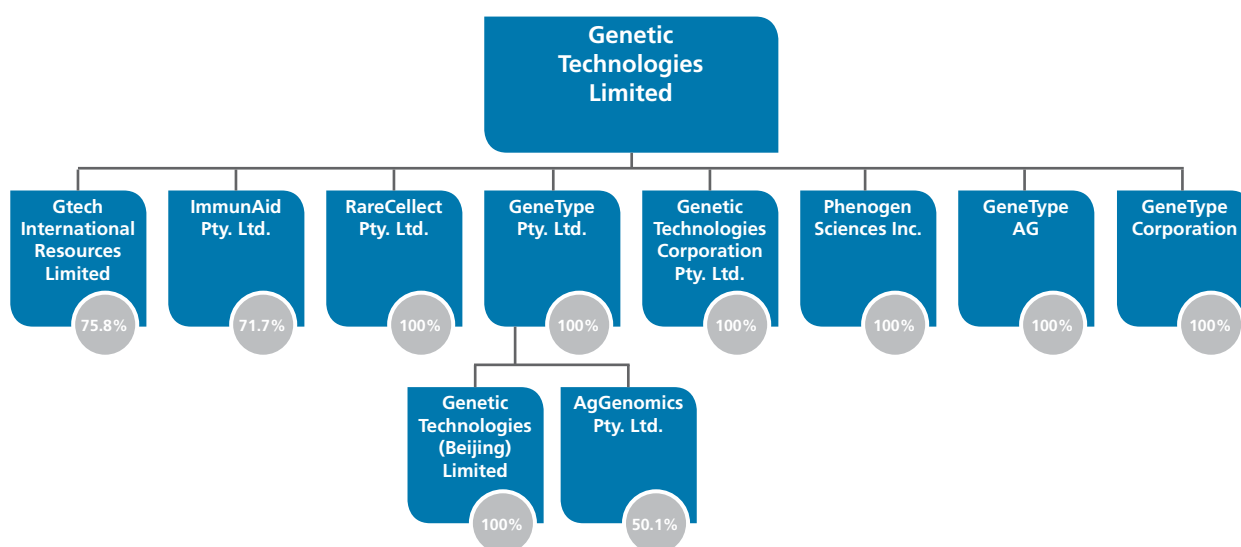 Genetic
Technologies
Limited
Gtech
International
Resources
Limited
75.8%
ImmunAid
Pty. Ltd.
71.7%
RareCellect
Pty. Ltd.
100%
GeneType
Pty. Ltd.
100%
Genetic
Technologies
Corporation
Pty. Ltd.
100%
Phenogen
Sciences Inc.
100%
GeneType
AG
100%
GeneType
Corporation
100%
Genetic
Technologies
(Beijing)
Limited
100%
AgGenomics
Pty. Ltd.
50.1%